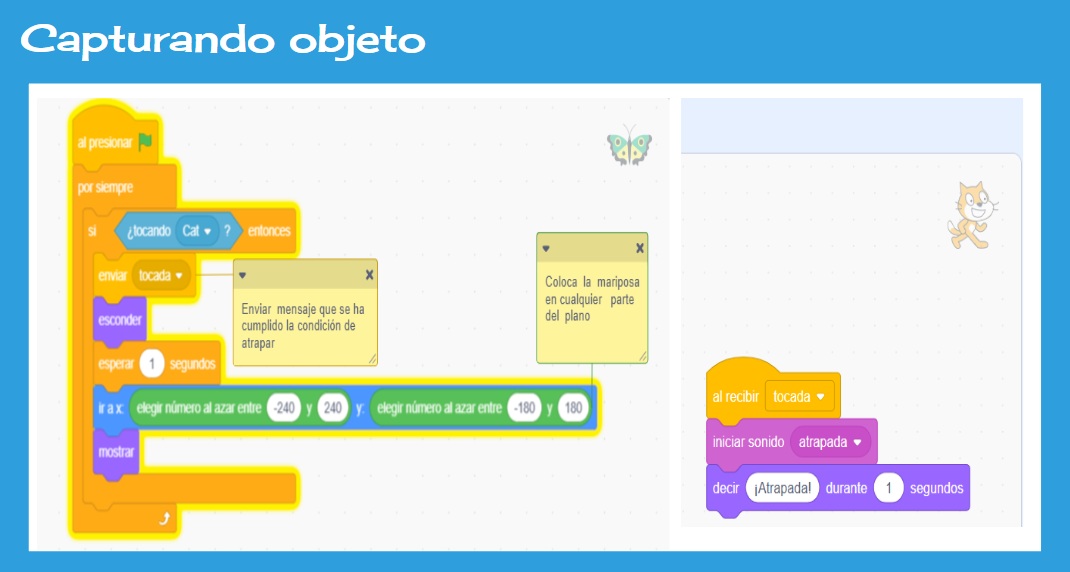 Capturando objeto
al presionar
por siempre
si ¿tocando Cat ? entonces
enviar tocada
esconder
esperar 1 segundos
ir a x: elegir número al azar entre -240 y 240 y: elegir número al azar entre -180 y 180
mostrar
Enviar mensaje que se ha
cumplido la condición de
atrapar
Coloca la mariposa
en cualquier parte
del plano
al recibir tocada
iniciar sonido atrapada
decir ¡Atrapada! durante 1 segundos